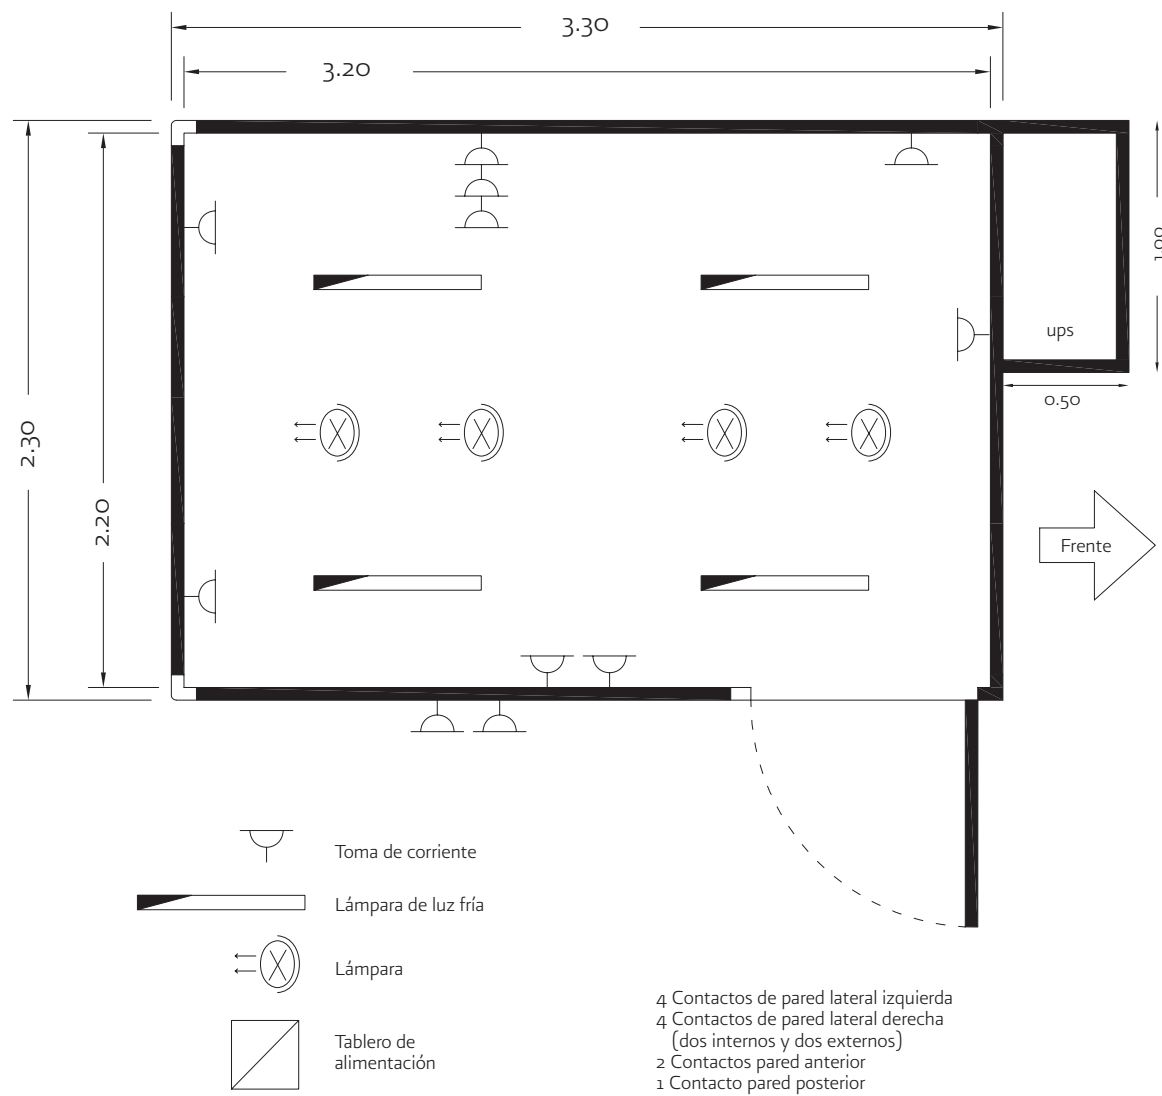 3.30
3.20
2.30
2.20
1.00
ups
0.50
Frente
Toma de corriente
Lámpara de luz fría
Lámpara
Tablero de
alimentación
4 Contactos de pared lateral izquierda
4 Contactos de pared lateral derecha
(dos internos y dos externos)
2 Contactos pared anterior
1 Contacto pared posterior